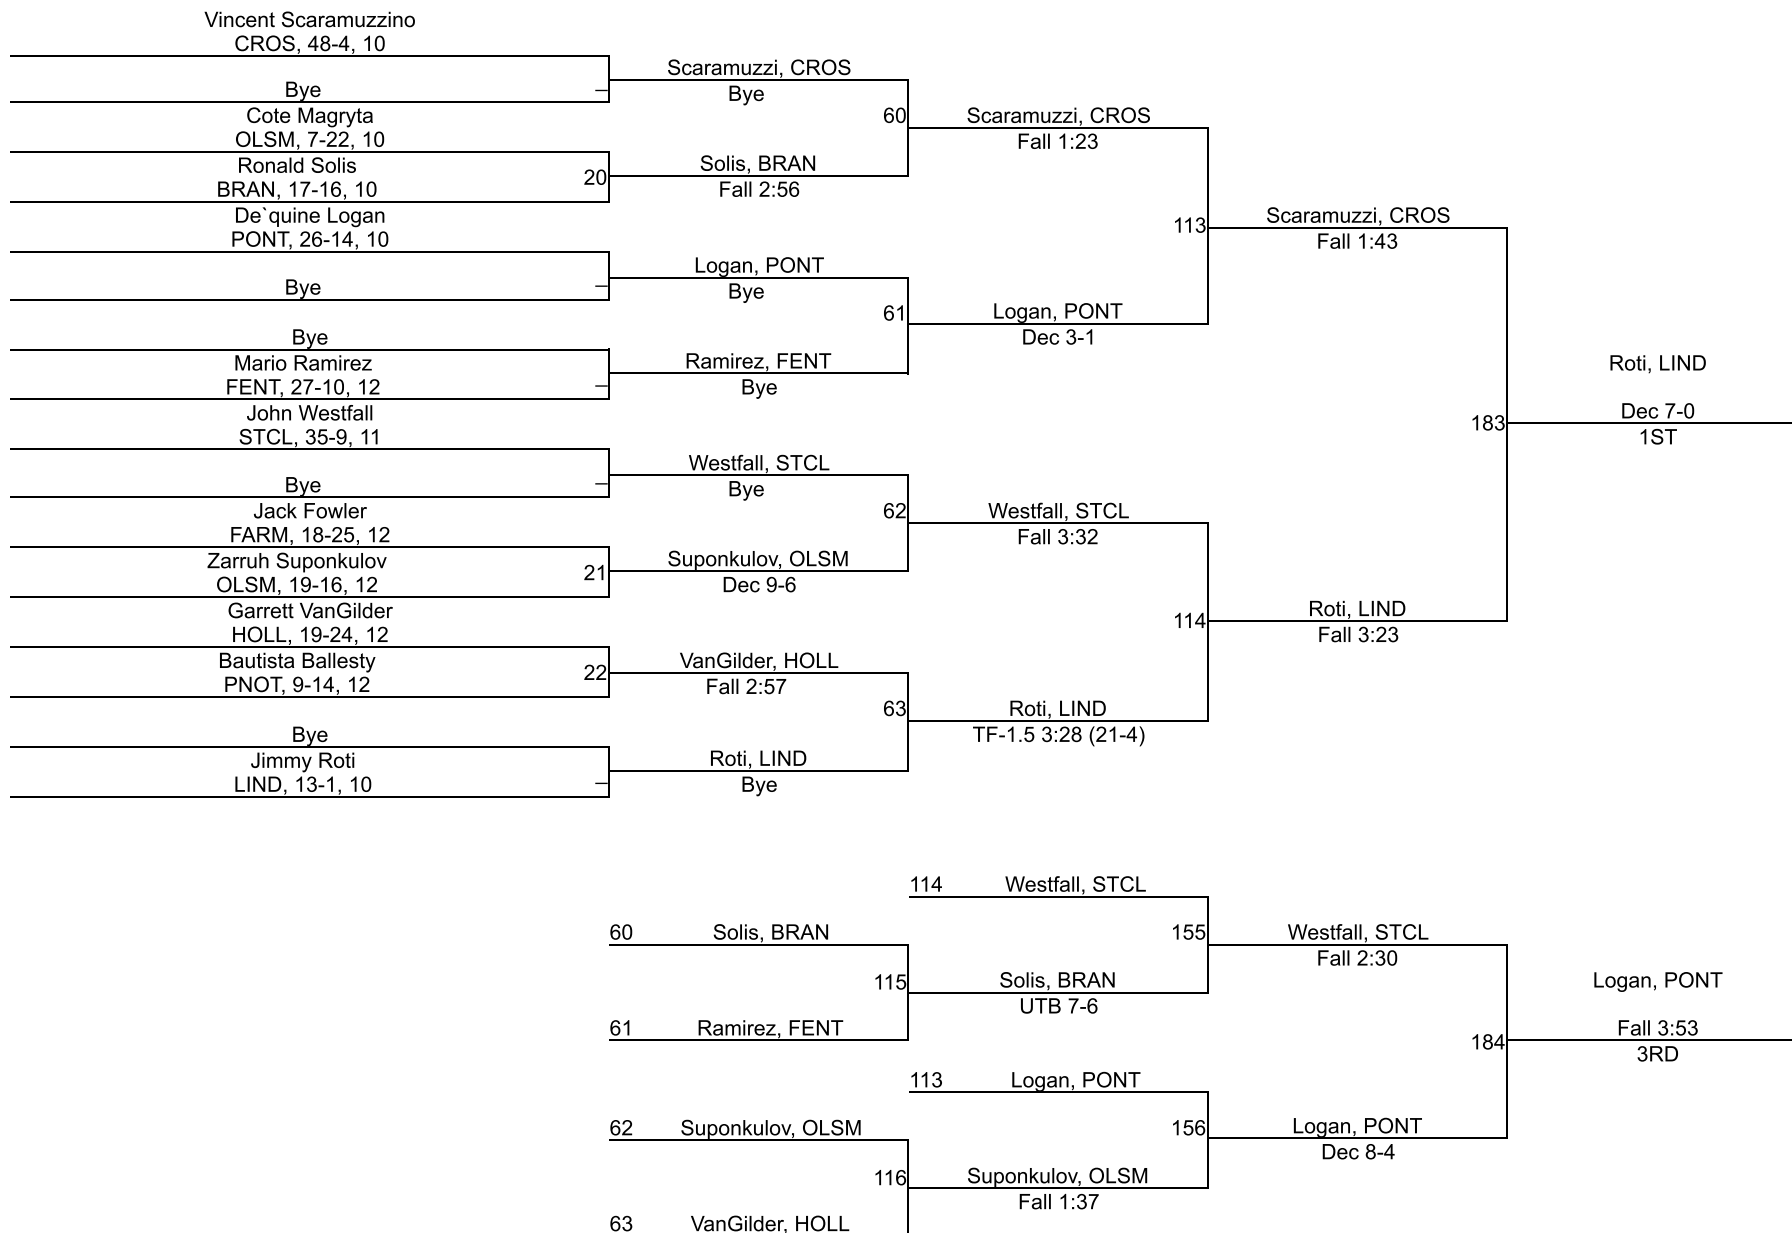 Vincent Scaramuzzino
CROS, 48-4, 10
Bye
–
Cote Magryta
OLSM, 7-22, 10
Ronald Solis
BRAN, 17-16, 10
20
De`quine Logan
PONT, 26-14, 10
Bye
–
Bye
Mario Ramirez
FENT, 27-10, 12
–
John Westfall
STCL, 35-9, 11
Bye
–
Jack Fowler
FARM, 18-25, 12
Zarruh Suponkulov
OLSM, 19-16, 12
21
Garrett VanGilder
HOLL, 19-24, 12
Bautista Ballesty
PNOT, 9-14, 12
22
Bye
Jimmy Roti
LIND, 13-1, 10
–
Scaramuzzi, CROS
Bye
60
Solis, BRAN
Fall 2:56
Logan, PONT
Bye
61
Ramirez, FENT
Bye
Westfall, STCL
Bye
62
Suponkulov, OLSM
Dec 9-6
VanGilder, HOLL
Fall 2:57
63
Roti, LIND
Bye
Scaramuzzi, CROS
Fall 1:23
113
Logan, PONT
Dec 3-1
Westfall, STCL
Fall 3:32
114
Roti, LIND
TF-1.5 3:28 (21-4)
Scaramuzzi, CROS
Fall 1:43
183
Roti, LIND
Fall 3:23
Roti, LIND
Dec 7-0
1ST
114 Westfall, STCL
60 Solis, BRAN
115
61 Ramirez, FENT
Solis, BRAN
UTB 7-6
155
113 Logan, PONT
62 Suponkulov, OLSM
116
63 VanGilder, HOLL
Suponkulov, OLSM
Fall 1:37
156
Westfall, STCL
Fall 2:30
184
Logan, PONT
Dec 8-4
Logan, PONT
Fall 3:53
3RD